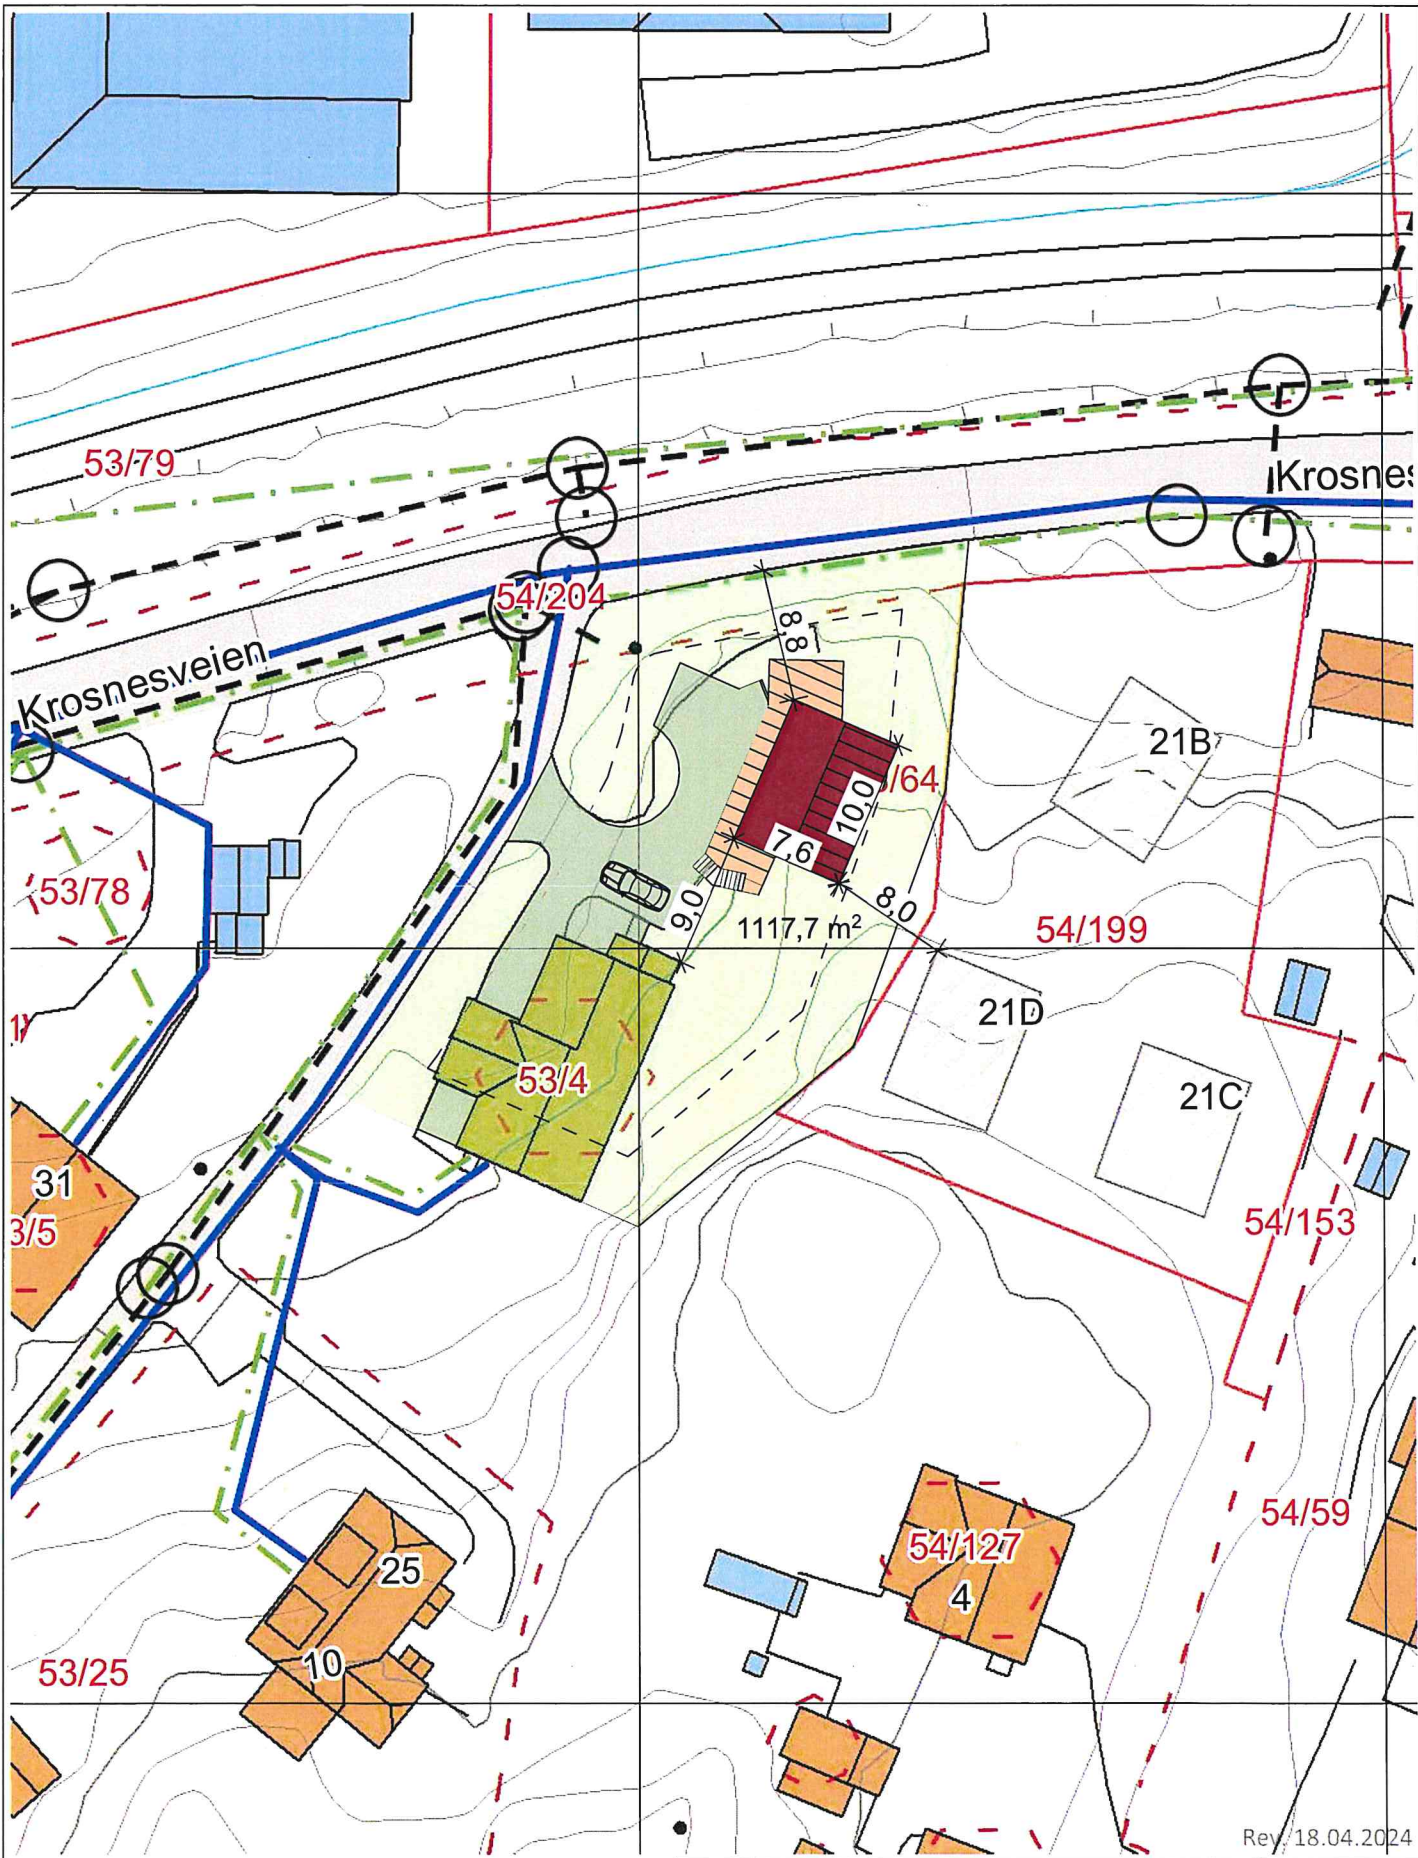 53/79
Krosnes
54/204
Krosnesveien
8,8
21B
/64
10,0
7,6
53/78
9,0
8,0
1117,7 m²
54/199
21D
53/4
21C
31
3/5
54/153
54/59
54/127
25
4
10
53/25
Rev. 18.04.2024